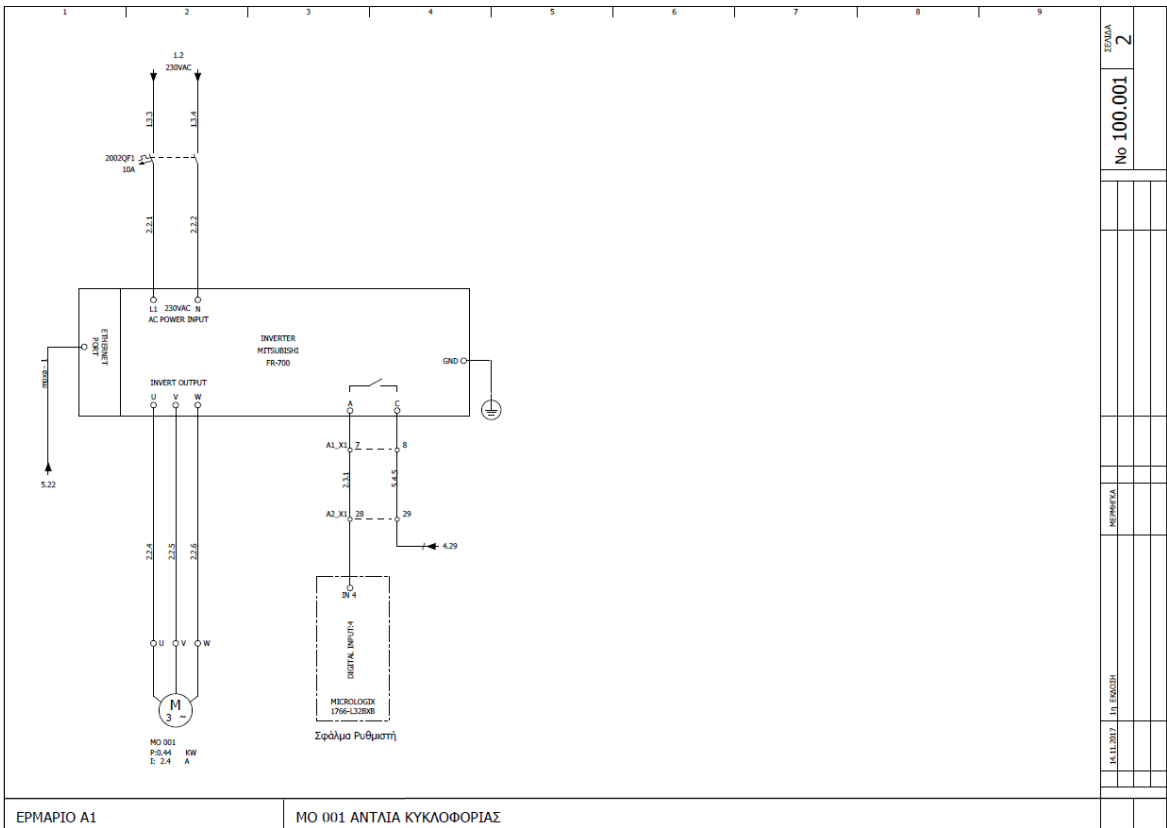 1 2 3 4 5 6 7 8 9
ΣΕΛΙΔΑ
2
No 100.001
1.2
230VAC
1.3.3
1.3.4
2002QF1
10A
2.2.1
2.2.2
L1 230VAC N
AC POWER INPUT
ETHERNET
PORT
INVERTER
MITSUBISHI
FR-700
GND
INVERT OUTPUT
U V W
A C
moxa - 1
5.22
A1_X1 7 8
2.3.1
5.4.5
A2_X1 28 29
4.29
2.2.4
2.2.5
2.2.6
IN 4
DIGITAL INPUT:4
MICROLOGIX
1766-L32BXB
Σφάλμα Ρυθμιστή
U V W
M
3 ~
MO 001
P:0.44 KW
I: 2.4 A
ΜΕΡΜΗΓΚΑ
1η ΕΚΔΟΣΗ
14.11.2017
ΕΡΜΑΡΙΟ A1
MO 001 ΑΝΤΛΙΑ ΚΥΚΛΟΦΟΡΙΑΣ